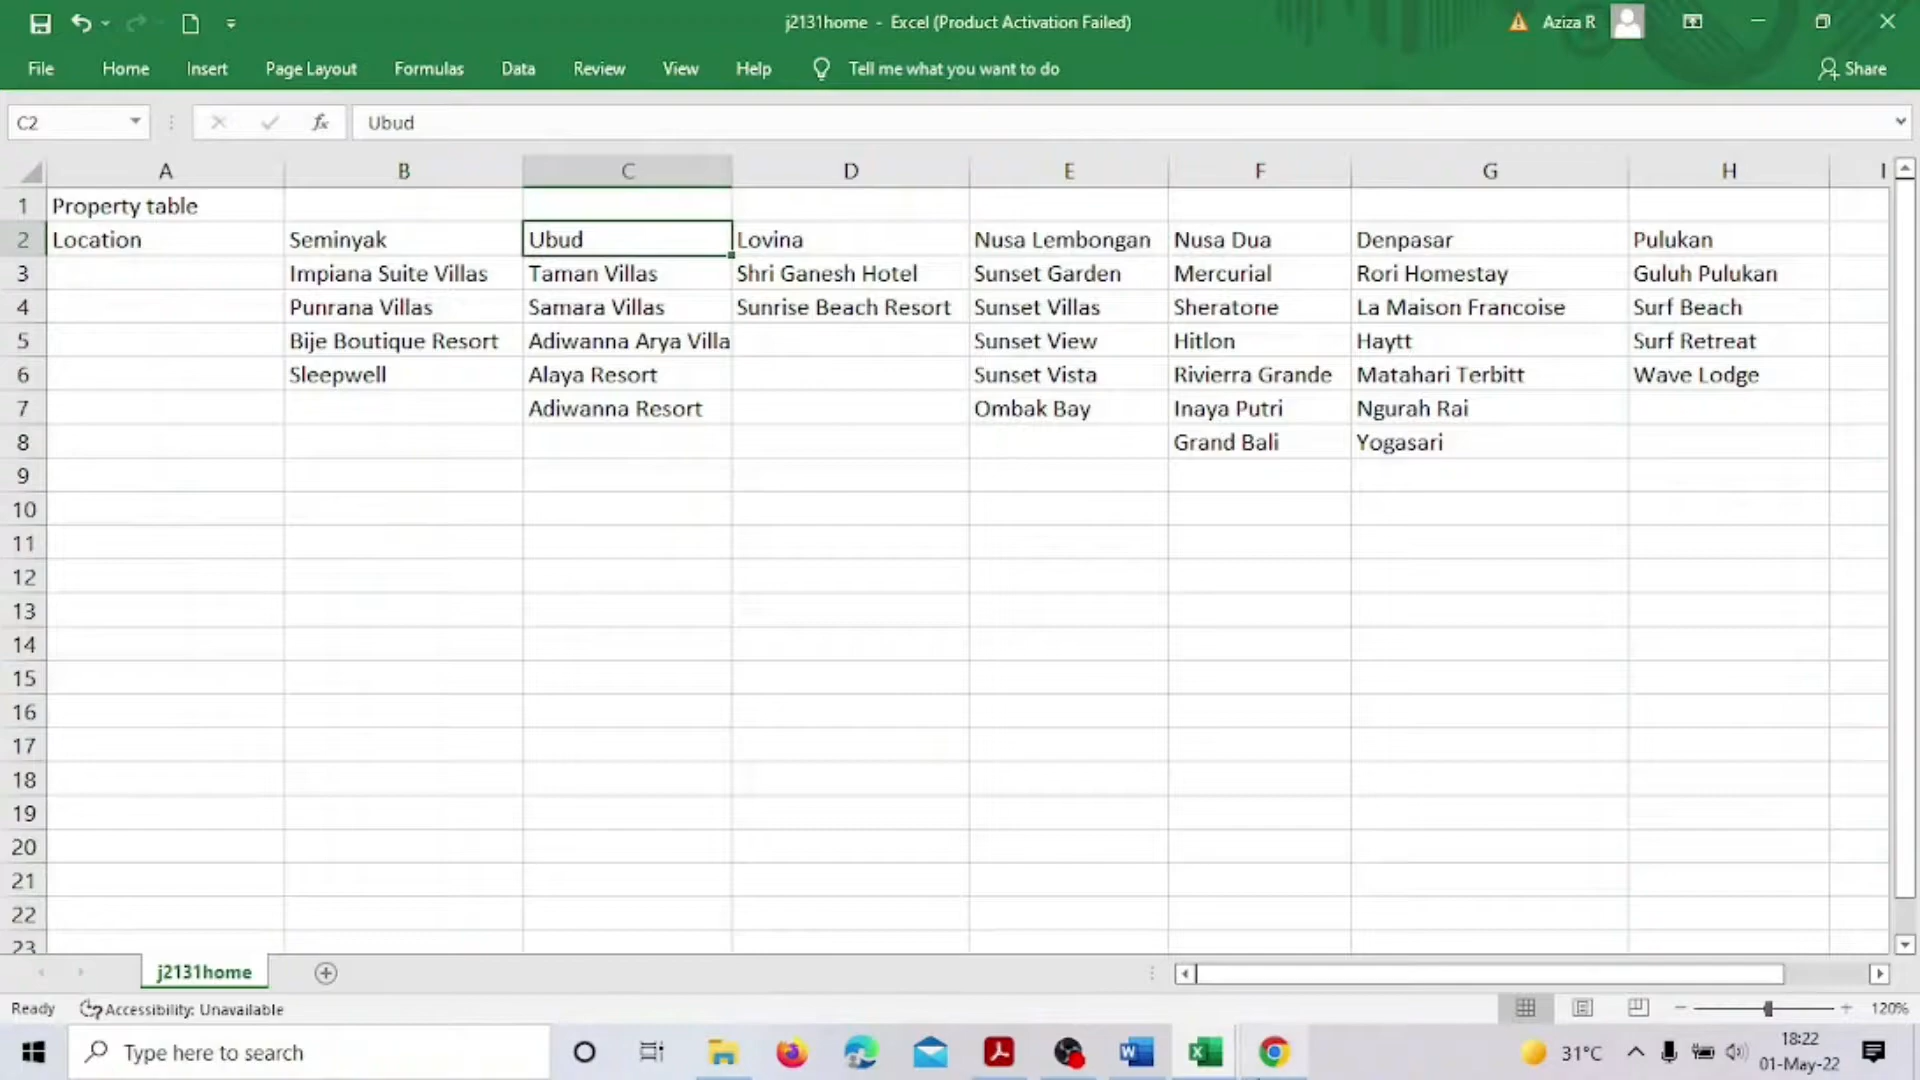 j2131home - Excel (Product Activation Failed)
Aziza R
File Home Insert Page Layout Formulas Data Review View Help Tell me what you want to do Share
C2 fx Ubud
A B C D E F G H I
1 Property table
2 Location Seminyak Ubud Lovina Nusa Lembongan Nusa Dua Denpasar Pulukan
3 Impiana Suite Villas Taman Villas Shri Ganesh Hotel Sunset Garden Mercurial Rori Homestay Guluh Pulukan
4 Punrana Villas Samara Villas Sunrise Beach Resort Sunset Villas Sheratone La Maison Francoise Surf Beach
5 Bije Boutique Resort Adiwanna Arya Villa Sunset View Hitlon Haytt Surf Retreat
6 Sleepwell Alaya Resort Sunset Vista Rivierra Grande Matahari Terbitt Wave Lodge
7 Adiwanna Resort Ombak Bay Inaya Putri Ngurah Rai
8 Grand Bali Yogasari
9
10
11
12
13
14
15
16
17
18
19
20
21
22
23
j2131home
Ready Accessibility: Unavailable 120%
Type here to search 31°C 18:22
01-May-22